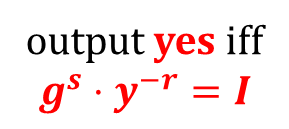 output yes iff
g^s · y^{-r} = I